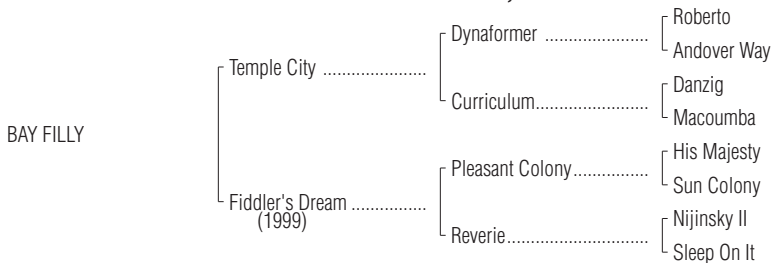 Roberto
Dynaformer ........................
Andover Way
Temple City ........................
Danzig
Curriculum..........................
Macoumba
BAY FILLY
His Majesty
Pleasant Colony.................
Sun Colony
Fiddler's Dream .................
(1999)
Nijinsky II
Reverie................................
Sleep On It